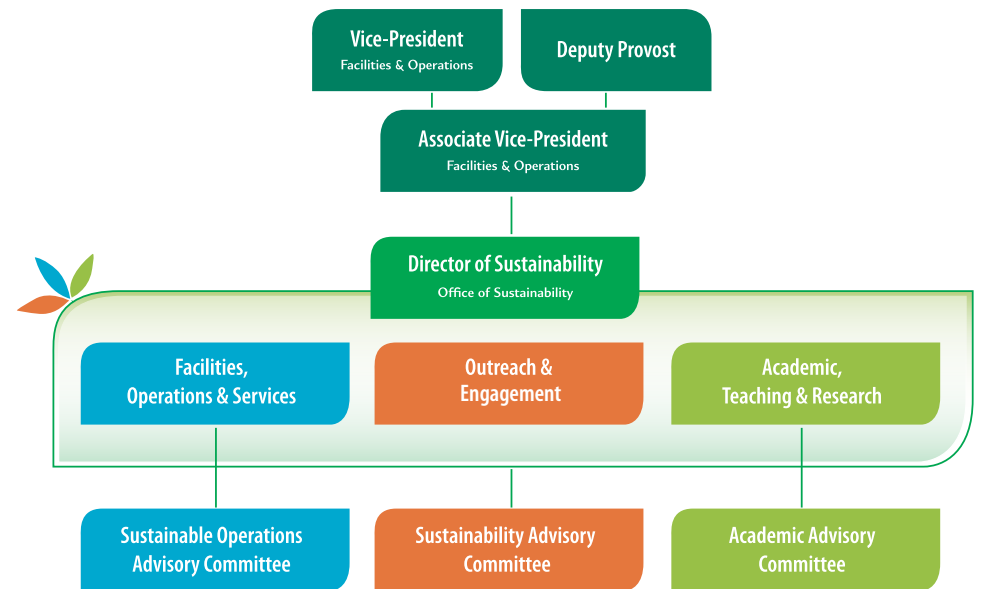 Vice-President
Facilities & Operations
Deputy Provost
Associate Vice-President
Facilities & Operations
Director of Sustainability
Office of Sustainability
Facilities,
Operations & Services
Outreach &
Engagement
Academic,
Teaching & Research
Sustainable Operations
Advisory Committee
Sustainability Advisory
Committee
Academic Advisory
Committee